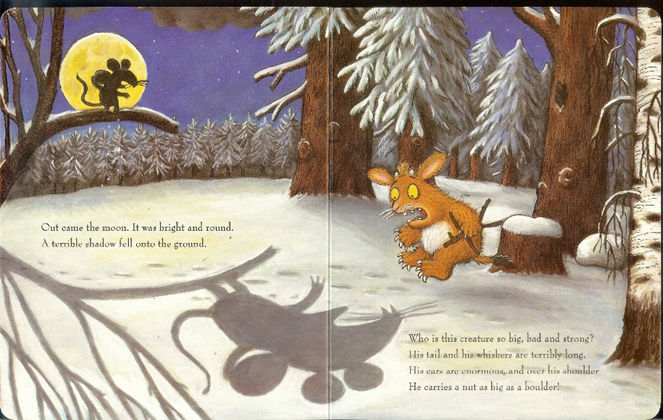 Out came the moon. It was bright and round.
A terrible shadow fell onto the ground.
Who is this creature so big, bad and strong?
His tail and his whiskers are terribly long.
His ears are enormous, and over his shoulder
He carries a nut as big as a boulder!